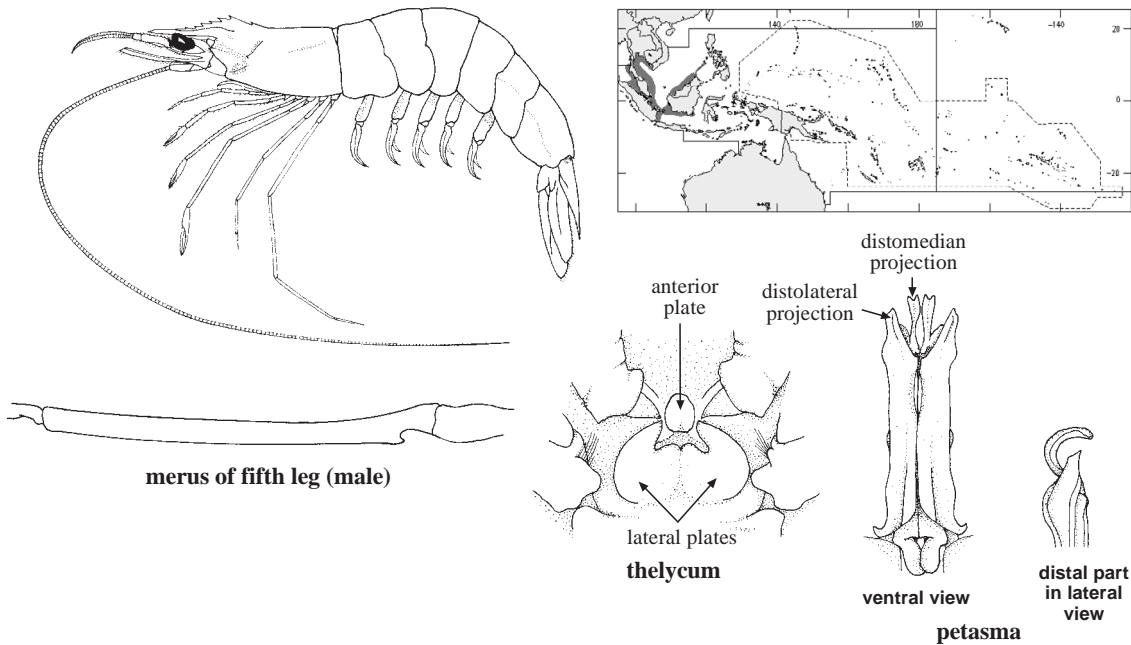 140
180
-140
20
0
-20
distomedian
projection
anterior
plate
distolateral
projection
merus of fifth leg (male)
lateral plates
thelycum
ventral view
distal part
in lateral
view
petasma